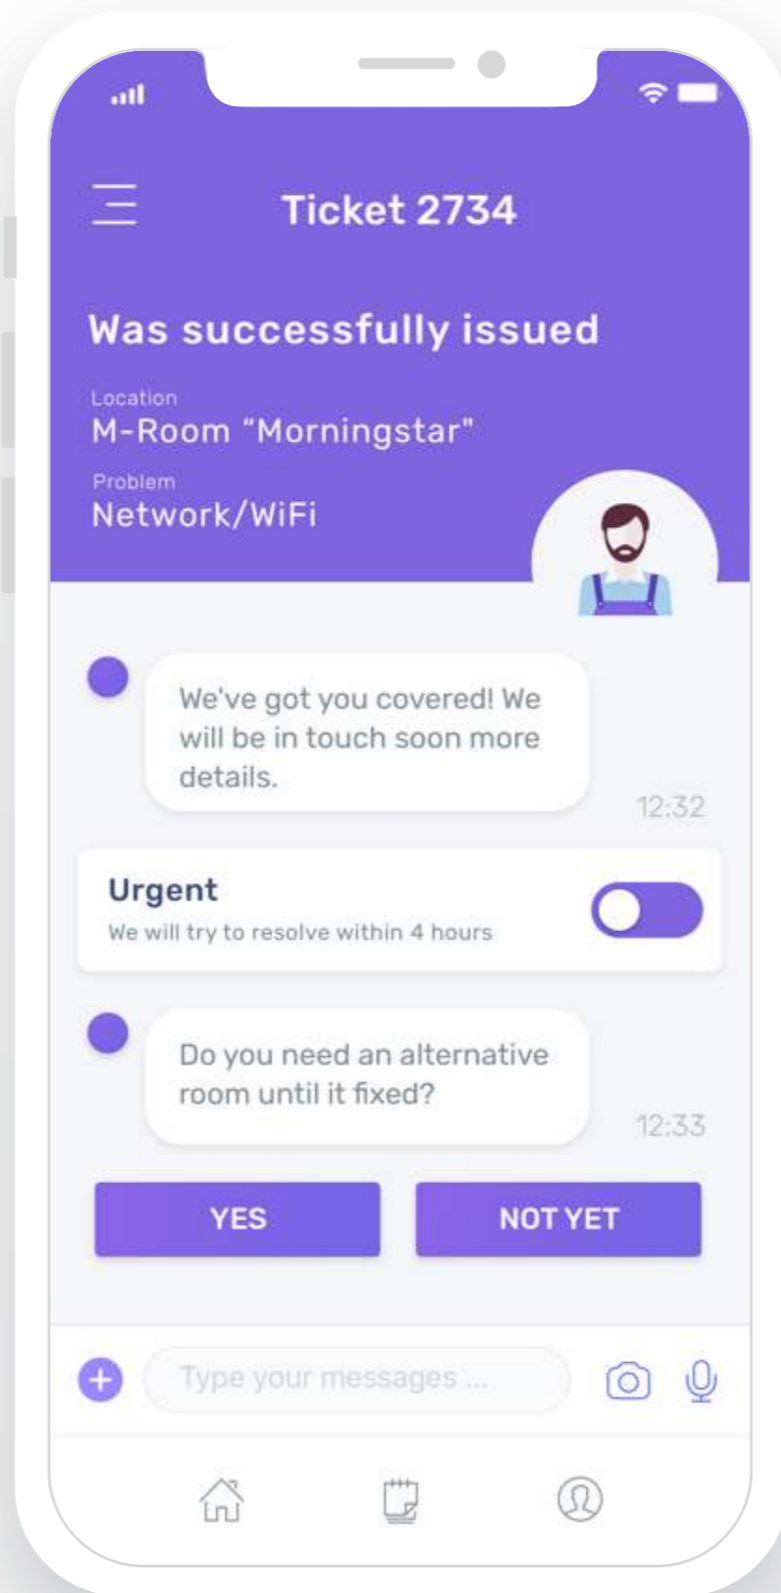 Ticket 2734
Was successfully issued
Location
M-Room “Morningstar"
Problem
Network/WiFi
We've got you covered! We
will be in touch soon more
details.
12:32
Urgent
We will try to resolve within 4 hours
Do you need an alternative
room until it fixed?
12:33
YES
NOT YET
Type your messages ...